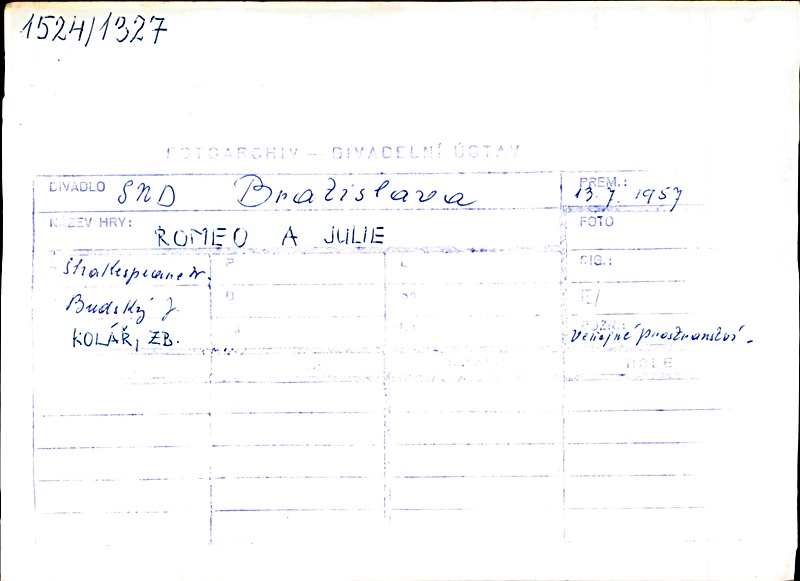 1524/1327
FOTOARCHIV – DIVADELNÍ ÚSTAV
DIVADLO SND Bratislava PREM.: 13. 7. 1957
NÁZEV HRY: ROMEO A JULIE FOTO
Shakespeare W. SIG.:
Budský J. E/
KOLÁŘ, ZB. Veřejné prostranství.
ROLE